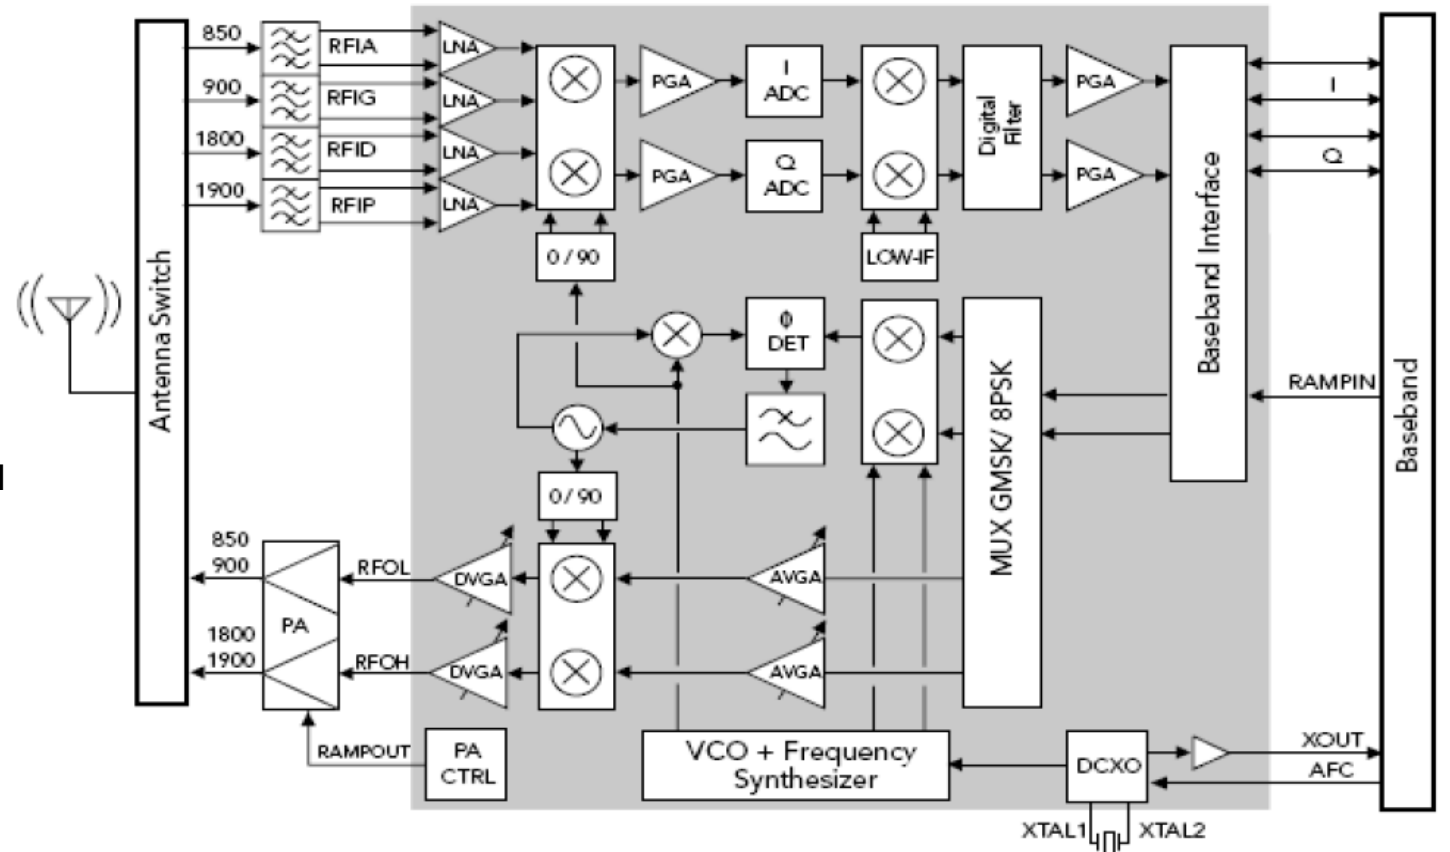 850
RFIA
LNA
900
RFIG
LNA
1800
RFID
LNA
1900
RFIP
LNA
PGA
I
ADC
PGA
Q
ADC
Digital
Filter
PGA
PGA
I
Q
0 / 90
LOW-IF
Antenna Switch
Baseband Interface
Baseband
Φ
DET
RAMPIN
MUX GMSK/ 8PSK
0 / 90
850
900
RFOL
DVGA
AVGA
PA
1800
1900
RFOH
DVGA
AVGA
RAMPOUT
PA
CTRL
VCO + Frequency
Synthesizer
DCXO
XOUT
AFC
XTAL1
XTAL2